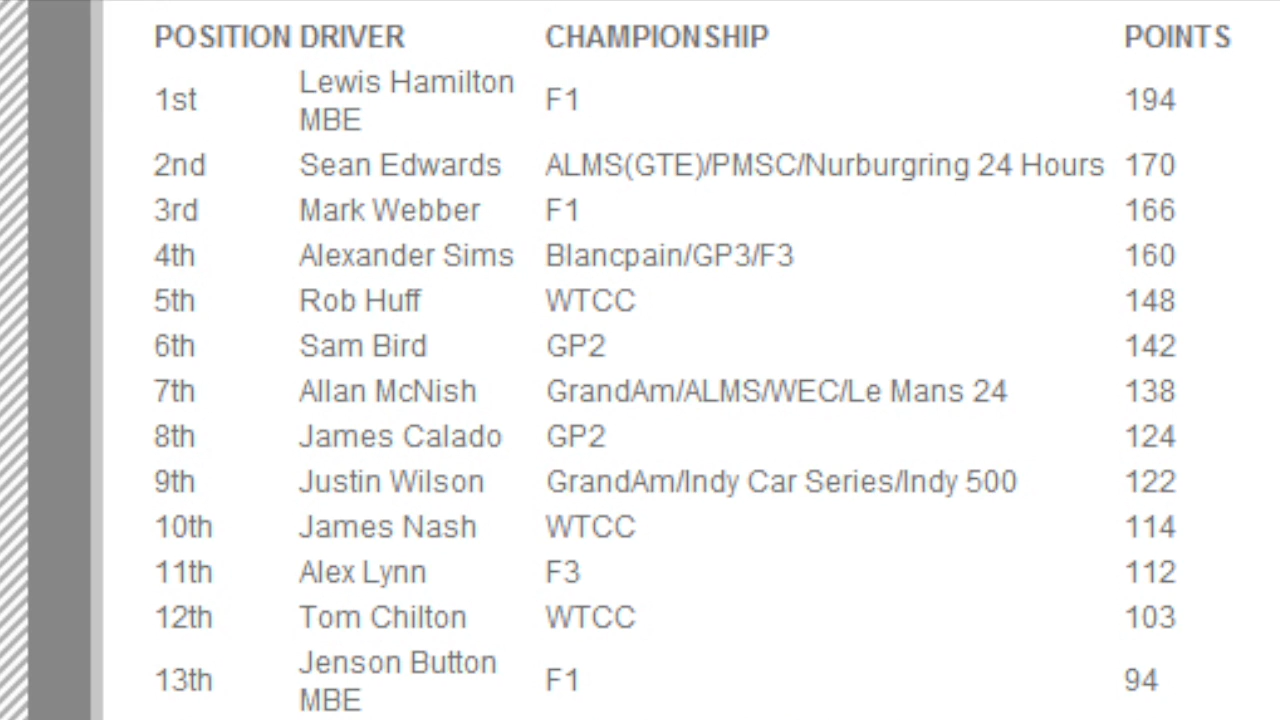 POSITION DRIVER CHAMPIONSHIP POINTS
1st Lewis Hamilton MBE F1 194
2nd Sean Edwards ALMS(GTE)/PMSC/Nurburgring 24 Hours 170
3rd Mark Webber F1 166
4th Alexander Sims Blancpain/GP3/F3 160
5th Rob Huff WTCC 148
6th Sam Bird GP2 142
7th Allan McNish GrandAm/ALMS/WEC/Le Mans 24 138
8th James Calado GP2 124
9th Justin Wilson GrandAm/Indy Car Series/Indy 500 122
10th James Nash WTCC 114
11th Alex Lynn F3 112
12th Tom Chilton WTCC 103
13th Jenson Button MBE F1 94